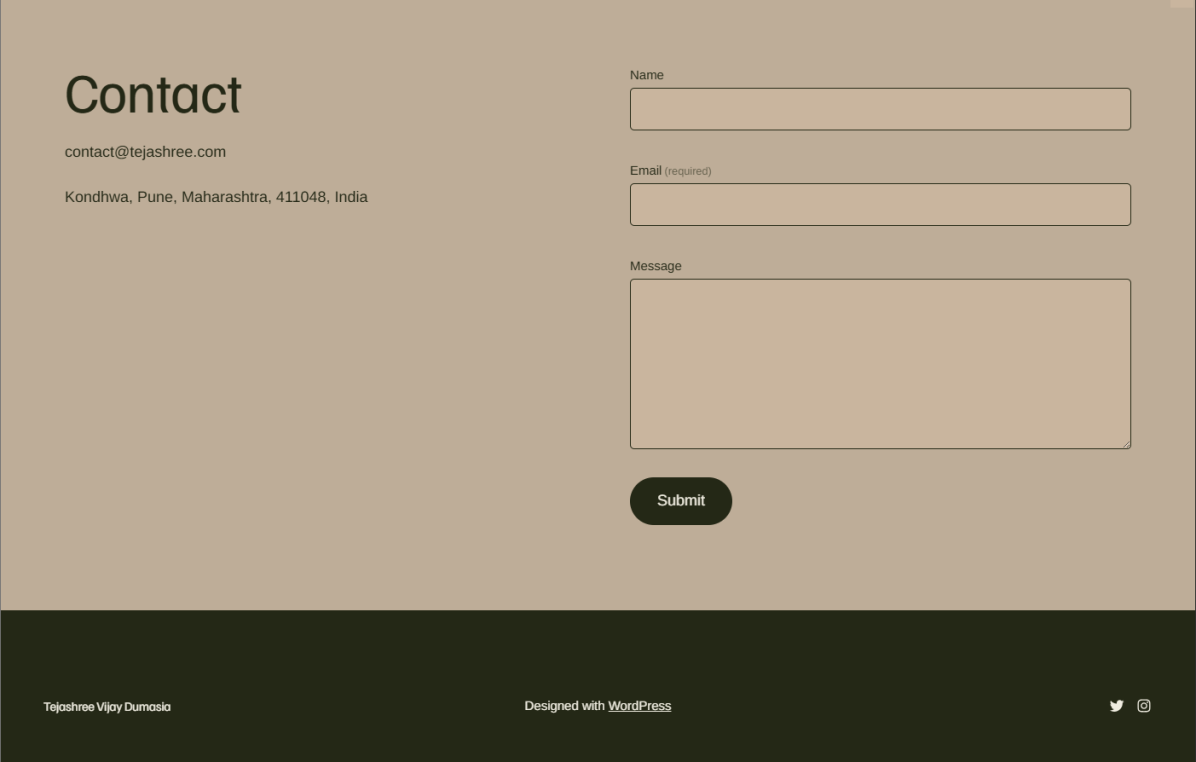 Contact
contact@tejashree.com
Kondhwa, Pune, Maharashtra, 411048, India
Name
Email (required)
Message
Submit
Tejashree Vijay Dumasia
Designed with WordPress